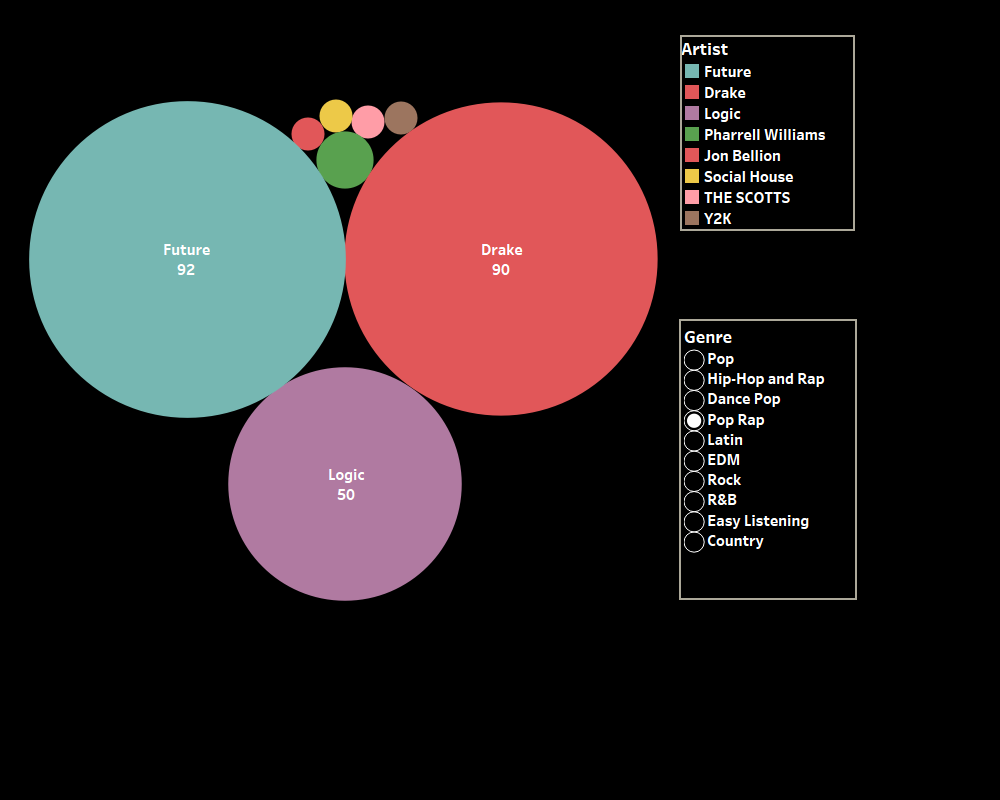 Future
92
Drake
90
Logic
50
Artist
Future
Drake
Logic
Pharrell Williams
Jon Bellion
Social House
THE SCOTTS
Y2K
Genre
Pop
Hip-Hop and Rap
Dance Pop
Pop Rap
Latin
EDM
Rock
R&B
Easy Listening
Country